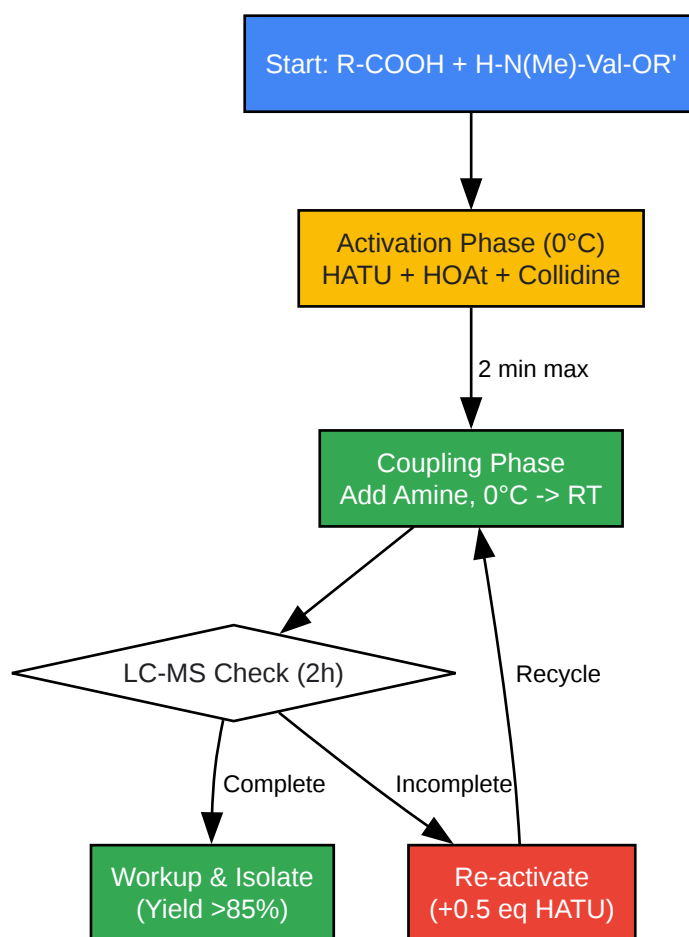 Start: R-COOH + H-N(Me)-Val-OR'
Activation Phase (0°C)
HATU + HOAt + Collidine
2 min max
Coupling Phase
Add Amine, 0°C -> RT
LC-MS Check (2h)
Recycle
Complete
Incomplete
Workup & Isolate
(Yield >85%)
Re-activate
(+0.5 eq HATU)